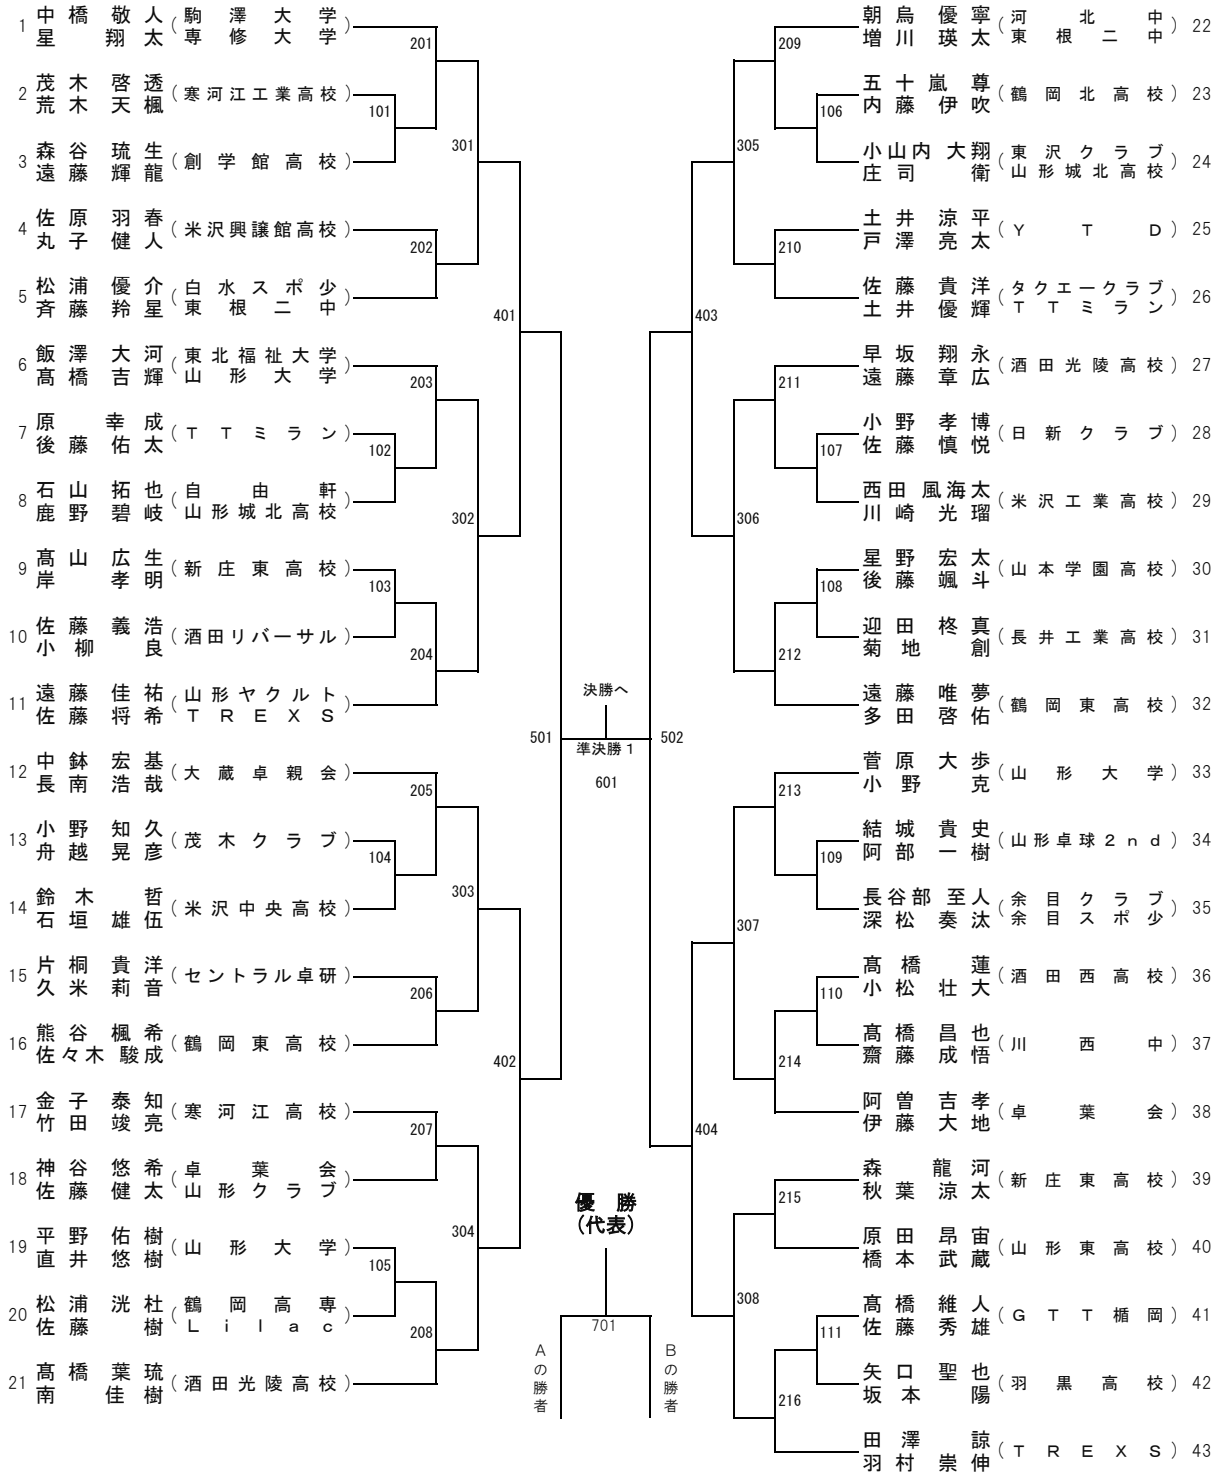 1 中橋敬人 (駒澤大学)
星翔太 (専修大学)
2 茂木啓透 (寒河江工業高校)
荒木天楓
3 森谷琉生 (創学館高校)
遠藤輝龍
4 佐原羽春 (米沢興譲館高校)
丸子健人
5 松浦優介 (白水スポ少)
斉藤羚星 (東根二中)
6 飯澤大河 (東北福祉大学)
髙橋吉輝 (山形大学)
7 原幸成 (TTミラン)
後藤佑太
8 石山拓也 (自由軒)
鹿野碧岐 (山形城北高校)
9 髙山広生 (新庄東高校)
岸孝明
10 佐藤義浩 (酒田リバーサル)
小柳良
11 遠藤佳祐 (山形ヤクルト)
佐藤将希 (TREXS)
12 中鉢宏基 (大蔵卓親会)
長南浩哉
13 小野知久 (茂木クラブ)
舟越晃彦
14 鈴木哲 (米沢中央高校)
石垣雄伍
15 片桐貴洋 (セントラル卓研)
久米莉音
16 熊谷楓希 (鶴岡東高校)
佐々木駿成
17 金子泰知 (寒河江高校)
竹田竣亮
18 神谷悠希 (卓葉会)
佐藤健太 (山形クラブ)
19 平野佑樹 (山形大学)
直井悠樹
20 松浦洸杜 (鶴岡高専)
佐藤樹 (Lilac)
21 髙橋葉琉 (酒田光陵高校)
南佳樹
101
102
103
104
105
201
202
203
204
205
206
207
208
301
302
303
304
401
402
501
決勝へ
準決勝1
601
優勝
(代表)
701
Aの勝者
Bの勝者
502
403
404
305
306
307
308
209
210
211
212
213
214
215
216
106
107
108
109
110
111
朝烏優寧 (河北中) 22
増川瑛太 (東根二中)
五十嵐尊 (鶴岡北高校) 23
内藤伊吹
小山内大翔 (東沢クラブ) 24
庄司衛 (山形城北高校)
土井涼平 (YTD) 25
戸澤亮太
佐藤貴洋 (タクエークラブ) 26
土井優輝 (TTミラン)
早坂翔永 (酒田光陵高校) 27
遠藤章広
小野孝博 (日新クラブ) 28
佐藤慎悦
西田風海太 (米沢工業高校) 29
川崎光瑠
星野宏太 (山本学園高校) 30
後藤颯斗
迎田柊真 (長井工業高校) 31
菊地創
遠藤唯夢 (鶴岡東高校) 32
多田啓佑
菅原大歩 (山形大学) 33
小野克
結城貴史 (山形卓球2nd) 34
阿部一樹
長谷部至人 (余目クラブ) 35
深松奏汰 (余目スポ少)
髙橋蓮 (酒田西高校) 36
小松壮大
髙橋昌也 (川西中) 37
齋藤成悟
阿曽吉孝 (卓葉会) 38
伊藤大地
森龍河 (新庄東高校) 39
秋葉涼太
原田昂宙 (山形東高校) 40
橋本武蔵
髙橋維人 (GTT楯岡) 41
佐藤秀雄
矢口聖也 (羽黒高校) 42
坂本陽
田澤諒 (TREXS) 43
羽村崇伸